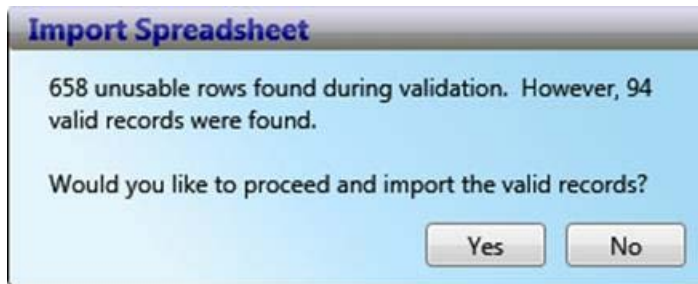 Import Spreadsheet
658 unusable rows found during validation.  However, 94
valid records were found.
Would you like to proceed and import the valid records?
Yes No